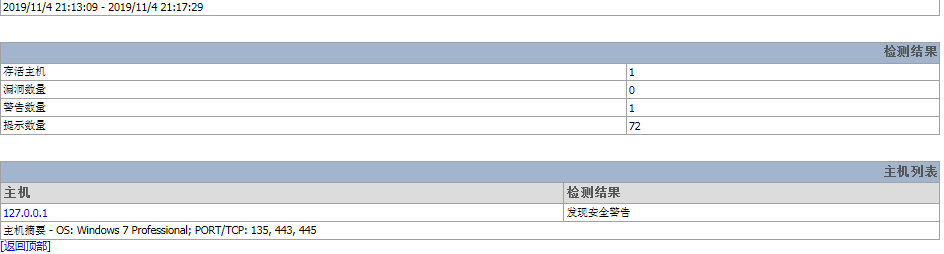 2019/11/4 21:13:09 - 2019/11/4 21:17:29
检测结果
存活主机 1
漏洞数量 0
警告数量 1
提示数量 72
主机列表
主机 检测结果
127.0.0.1 发现安全警告
主机摘要 - OS: Windows 7 Professional; PORT/TCP: 135, 443, 445
[返回顶部]